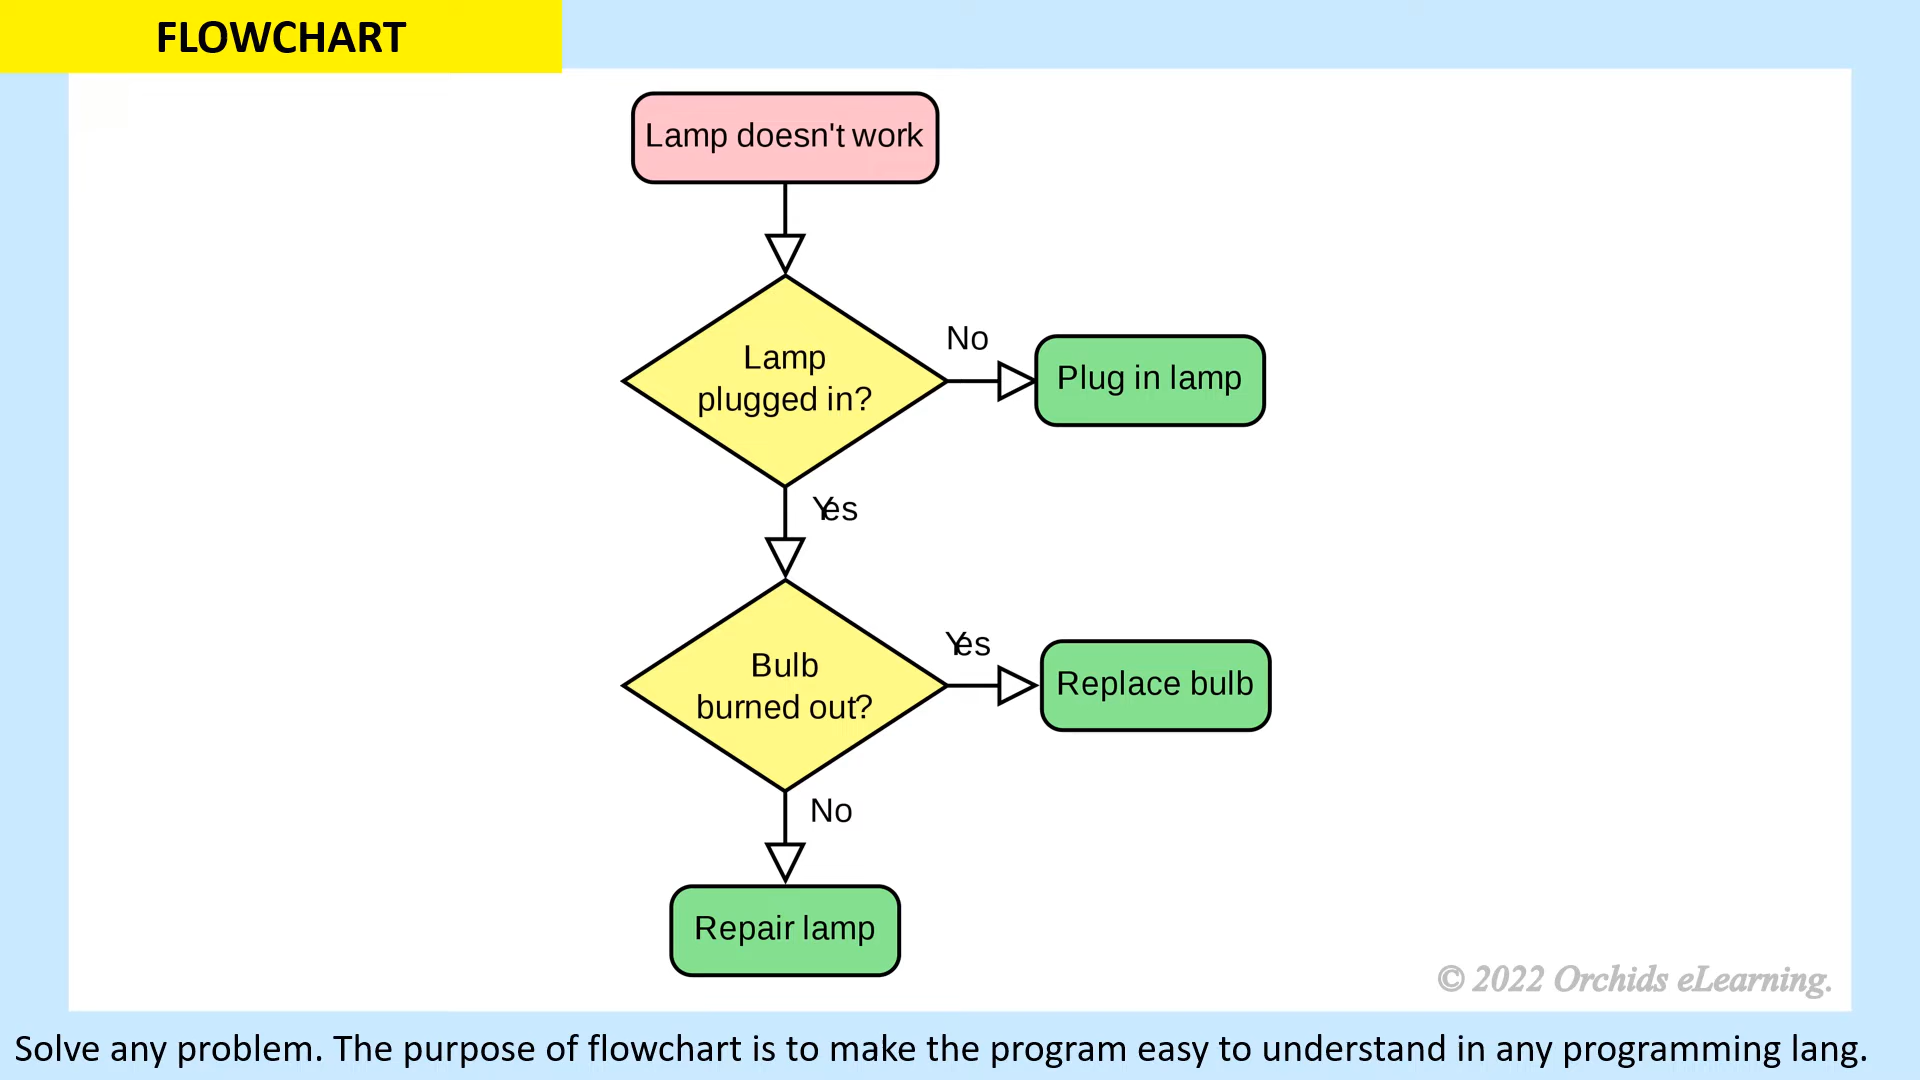 FLOWCHART
Lamp doesn't work
No
Lamp
plugged in?
Plug in lamp
Yes
Yes
Bulb
burned out?
Replace bulb
No
Repair lamp
© 2022 Orchids eLearning.
Solve any problem. The purpose of flowchart is to make the program easy to understand in any programming lang.